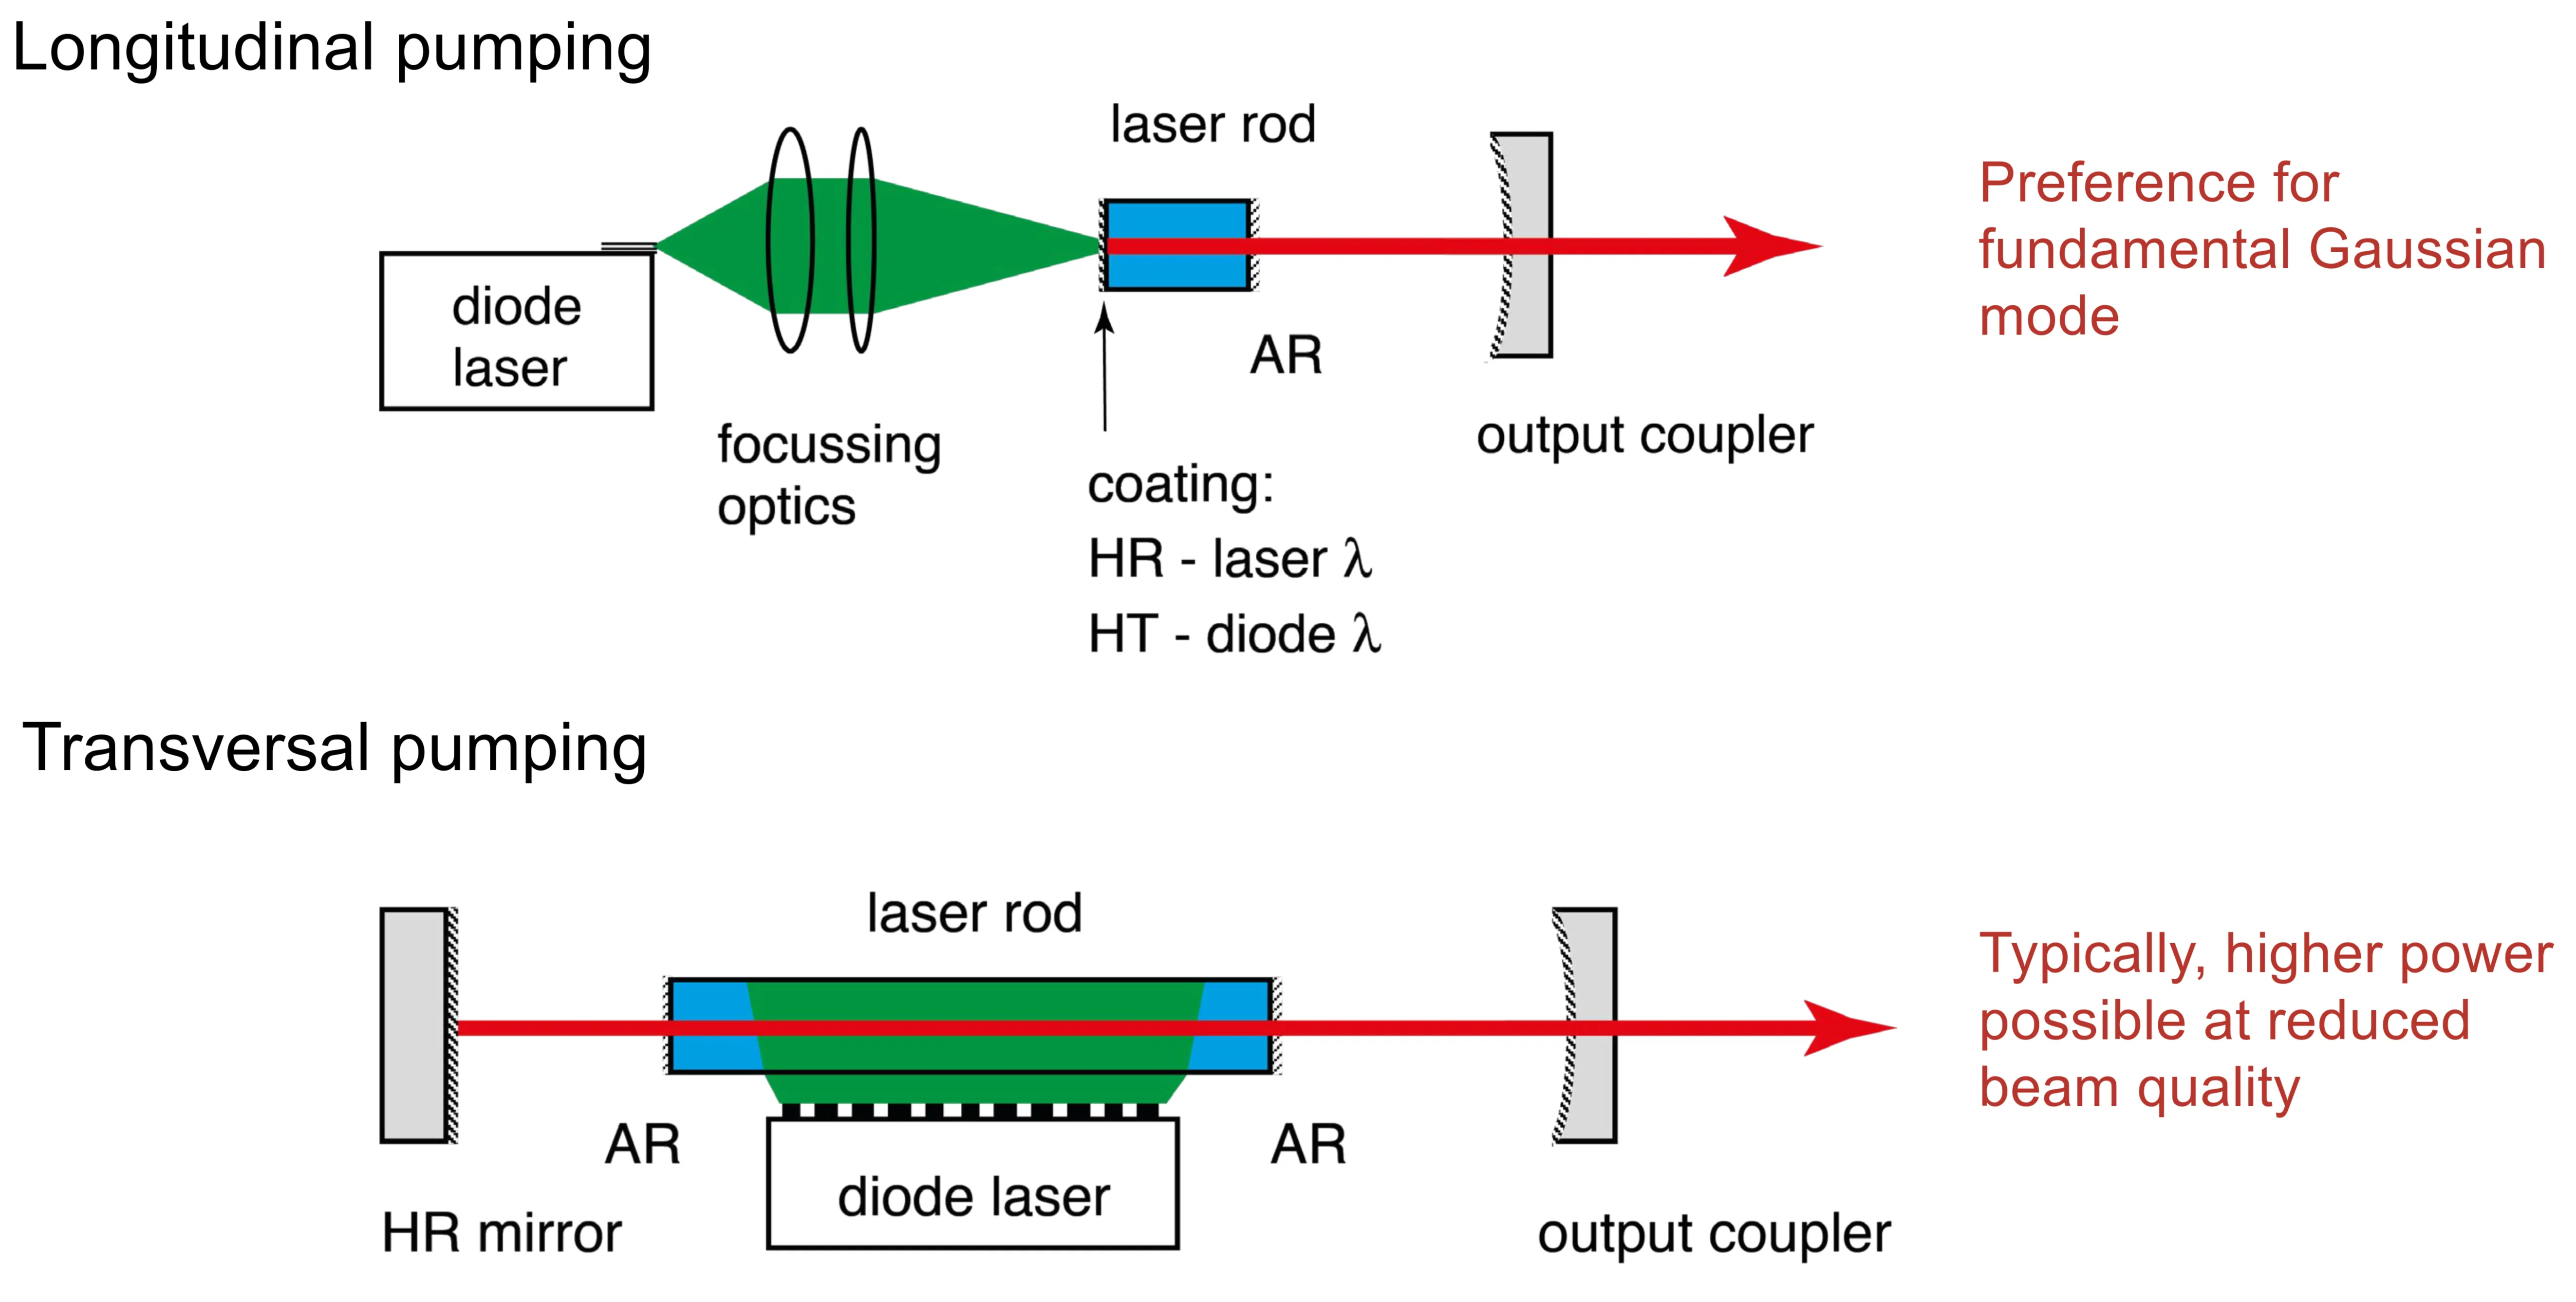 Longitudinal pumping
laser rod
Preference for
fundamental Gaussian
mode
diode
laser
AR
focussing
optics
output coupler
coating:
HR - laser λ
HT - diode λ
Transversal pumping
laser rod
Typically, higher power
possible at reduced
beam quality
AR
AR
diode laser
HR mirror
output coupler